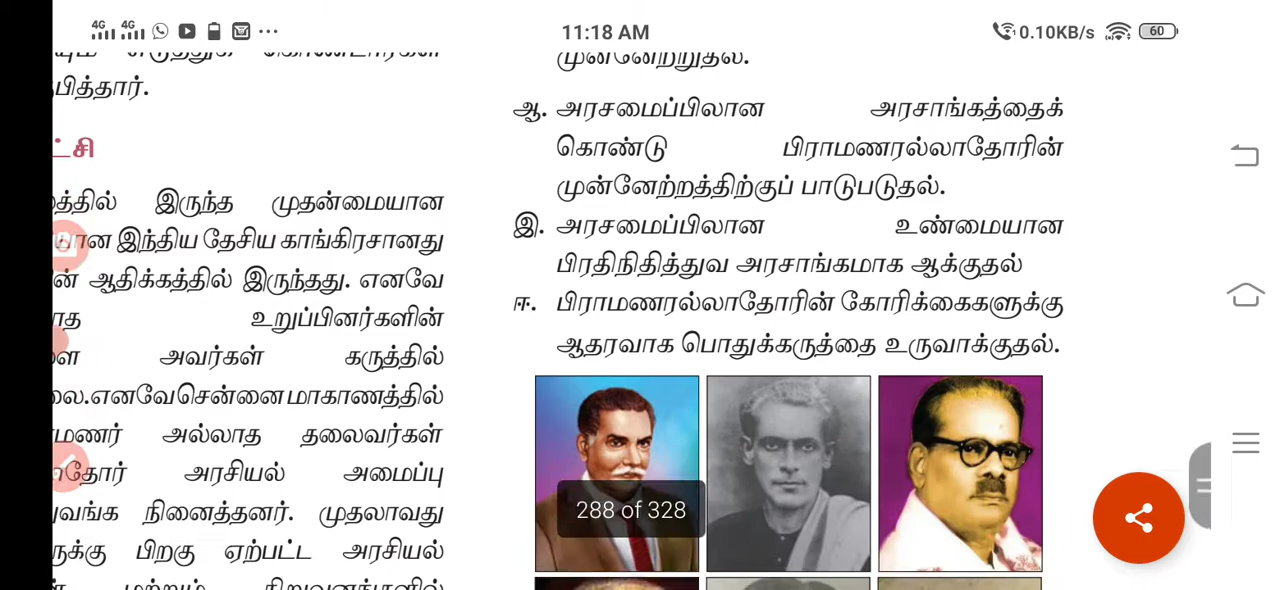 4G 4G ...
11:18 AM
0.10KB/s
60
பித்தார்.
ட்சி
இருந்த முதன்மையான
இந்திய தேசிய காங்கிரசானது
ஆதிக்கத்தில் இருந்தது. எனவே
உறுப்பினர்களின்
அவர்கள் கருத்தில்
எனவே சென்னை மாகாணத்தில்
மணர் அல்லாத தலைவர்கள்
அரசியல் அமைப்பு
நினைத்தனர். முதலாவது
பிறகு ஏற்பட்ட அரசியல்
முன்னேற்றுதல்.
ஆ. அரசமைப்பிலான அரசாங்கத்தைக்
கொண்டு பிராமணரல்லாதோரின்
முன்னேற்றத்திற்குப் பாடுபடுதல்.
இ. அரசமைப்பிலான உண்மையான
பிரதிநிதித்துவ அரசாங்கமாக ஆக்குதல்
ஈ. பிராமணரல்லாதோரின் கோரிக்கைகளுக்கு
ஆதரவாக பொதுக்கருத்தை உருவாக்குதல்.
288 of 328